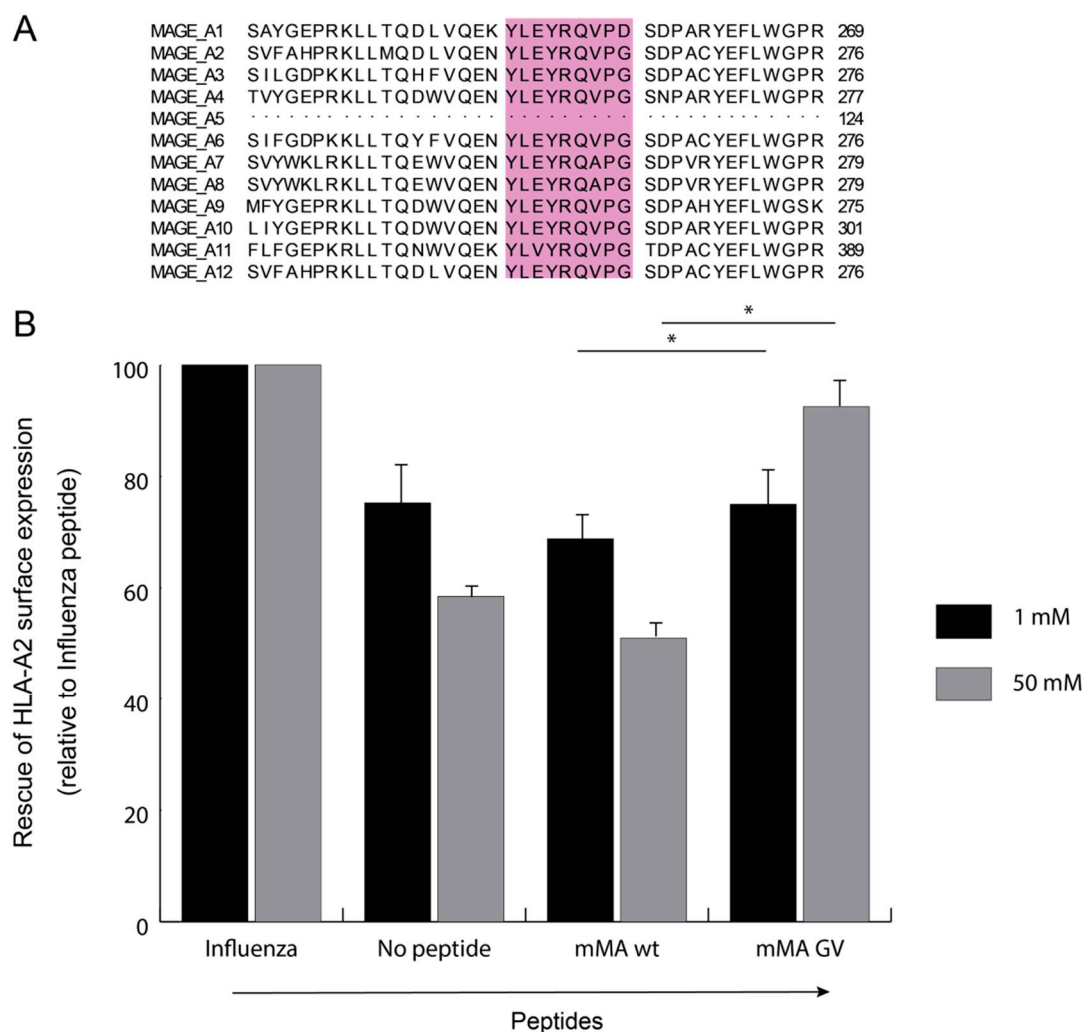 A
MAGE_A1 SAYGEPRKLLTQDLVQEK YLEYRQVPD SDPARYEFLWGPR 269
MAGE_A2 SVFAHPRKLLMQDLVQEN YLEYRQVPG SDPACYEFLWGPR 276
MAGE_A3 SILGDPKKLLTQHFVQEN YLEYRQVPG SDPACYEFLWGPR 276
MAGE_A4 TVYGEPRKLLTQDWVQEN YLEYRQVPG SNPARYEFLWGPR 277
MAGE_A5 . . . . . . . . . . . . . . . . . . . . . . . . . . . . . . . . . . . . . . . . 124
MAGE_A6 SIFGDPKKLLTQYFVQEN YLEYRQVPG SDPACYEFLWGPR 276
MAGE_A7 SVYWKLRKLLTQEWVQEN YLEYRQAPG SDPVRYEFLWGPR 279
MAGE_A8 SVYWKLRKLLTQEWVQEN YLEYRQAPG SDPVRYEFLWGPR 279
MAGE_A9 MFYGEPRKLLTQDWVQEN YLEYRQVPG SDPAHYEFLWGSK 275
MAGE_A10 LIYGEPRKLLTQDWVQEN YLEYRQVPG SDPARYEFLWGPR 301
MAGE_A11 FLFGEPKRLLTQNWVQEN YLVYRQVPG TDPACYEFLWGPR 389
MAGE_A12 SVFAHPRKLLTQDLVQEN YLEYRQVPG SDPACYEFLWGPR 276
B
*
*
100
80
60
40
20
0
Rescue of HLA-A2 surface expression
(relative to Influenza peptide)
1 mM
50 mM
Influenza No peptide mMA wt mMA GV
Peptides